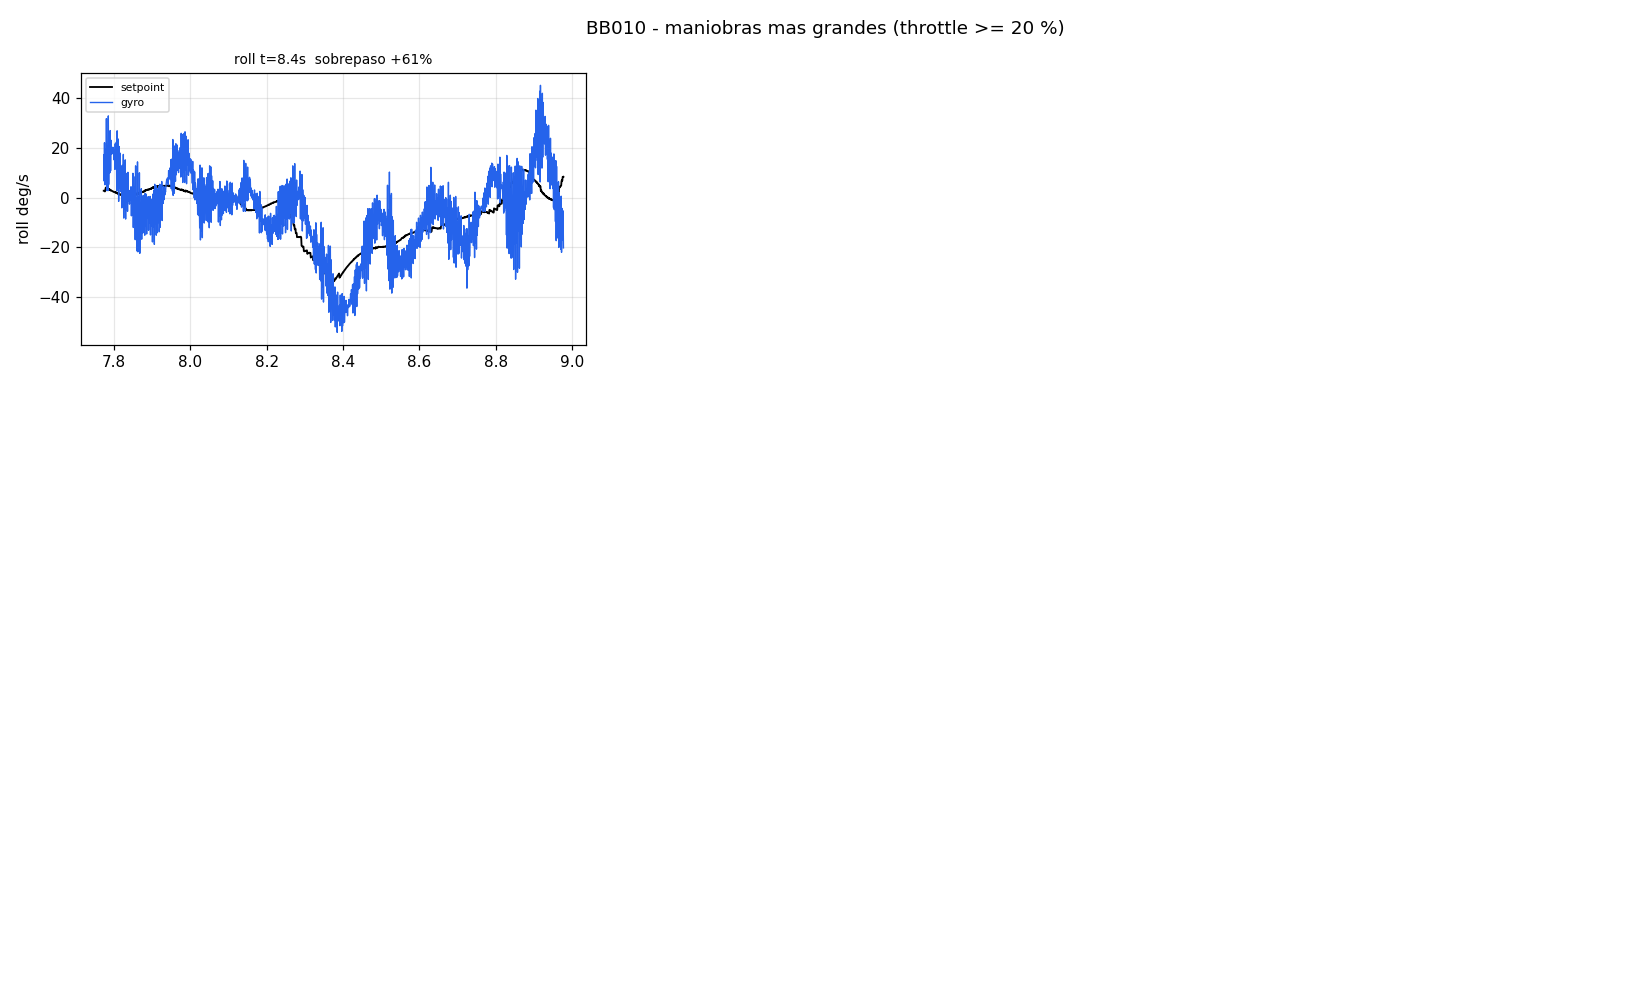 BB010 - maniobras mas grandes (throttle >= 20 %)
roll t=8.4s  sobrepaso +61%
setpoint
gyro
roll deg/s
40
20
0
−20
−40
7.8 8.0 8.2 8.4 8.6 8.8 9.0